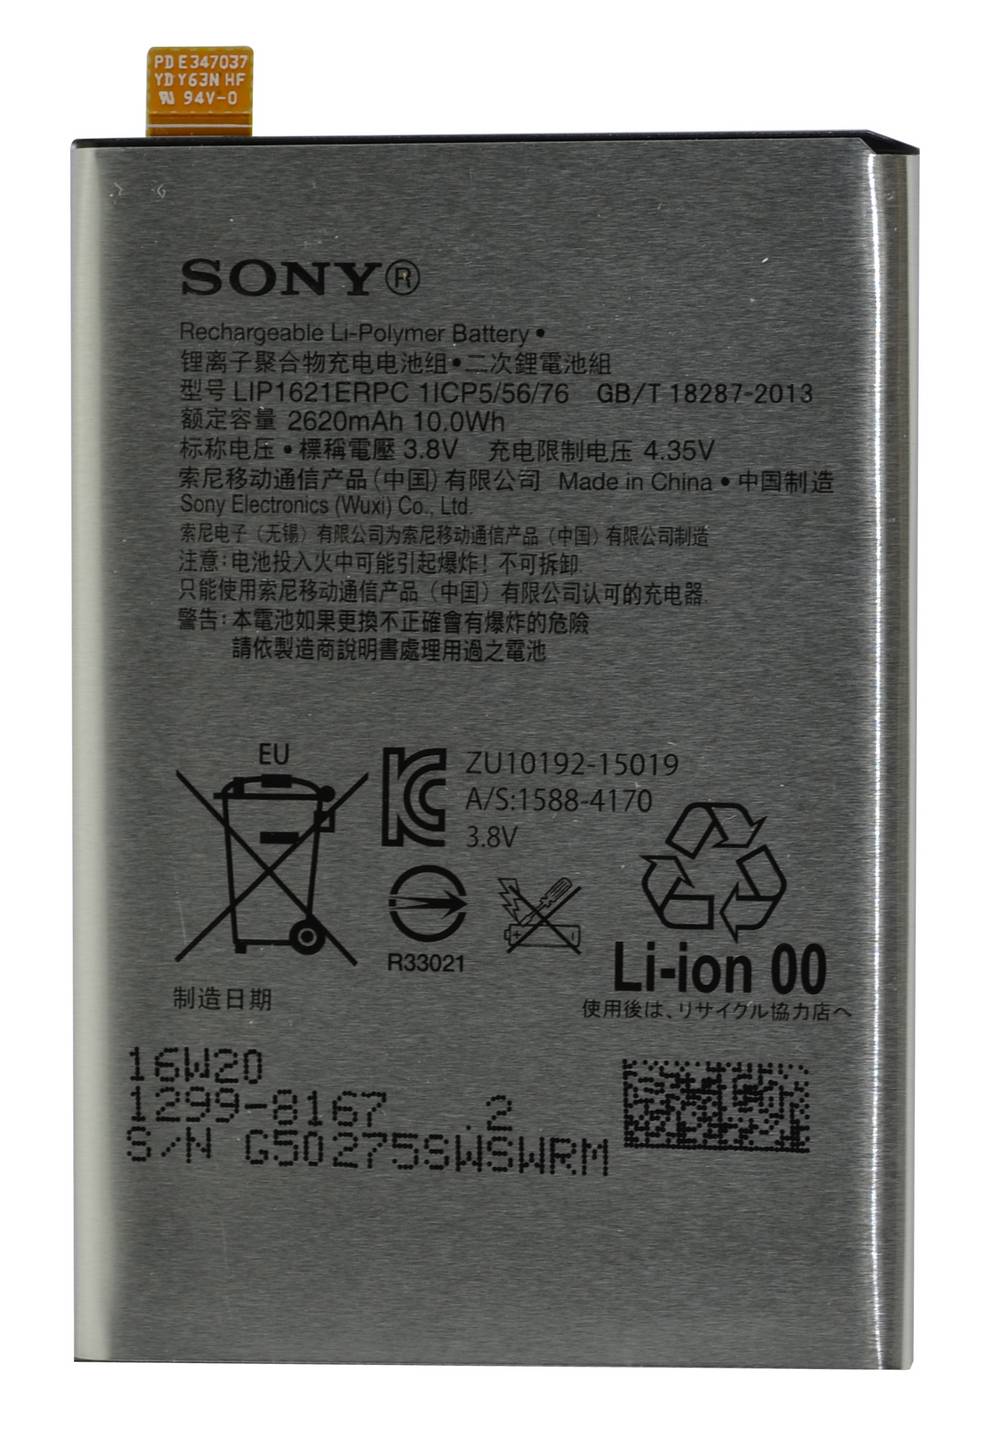 PD E347037
YD Y63N HF
94V-0
SONY®
Rechargeable Li-Polymer Battery •
锂离子聚合物充电电池组•二次鋰電池組
型号 LIP1621ERPC 1ICP5/56/76 GB/T 18287-2013
额定容量 2620mAh 10.0Wh
标称电压 • 標稱電壓 3.8V 充电限制电压 4.35V
索尼移动通信产品(中国)有限公司 Made in China • 中国制造
Sony Electronics (Wuxi) Co., Ltd.
索尼电子（无锡）有限公司为索尼移动通信产品（中国）有限公司制造
注意:电池投入火中可能引起爆炸！不可拆卸.
只能使用索尼移动通信产品（中国）有限公司认可的充电器.
警告:本電池如果更換不正確會有爆炸的危險
請依製造商說明書處理用過之電池
EU
ZU10192-15019
A/S:1588-4170
3.8V
R33021
Li-ion 00
使用後は、リサイクル協力店へ
制造日期
16W20
1299-8167 .2
S/N G50275SWSWRM